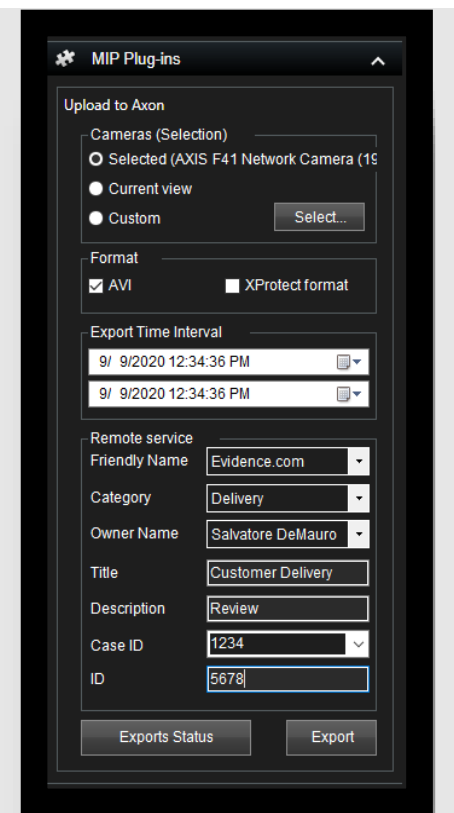 MIP Plug-ins
Upload to Axon
Cameras (Selection)
Selected (AXIS F41 Network Camera (19
Current view
Custom
Select...
Format
AVI
XProtect format
Export Time Interval
9/ 9/2020 12:34:36 PM
9/ 9/2020 12:34:36 PM
Remote service
Friendly Name Evidence.com
Category Delivery
Owner Name Salvatore DeMauro
Title Customer Delivery
Description Review
Case ID 1234
ID 5678
Exports Status
Export